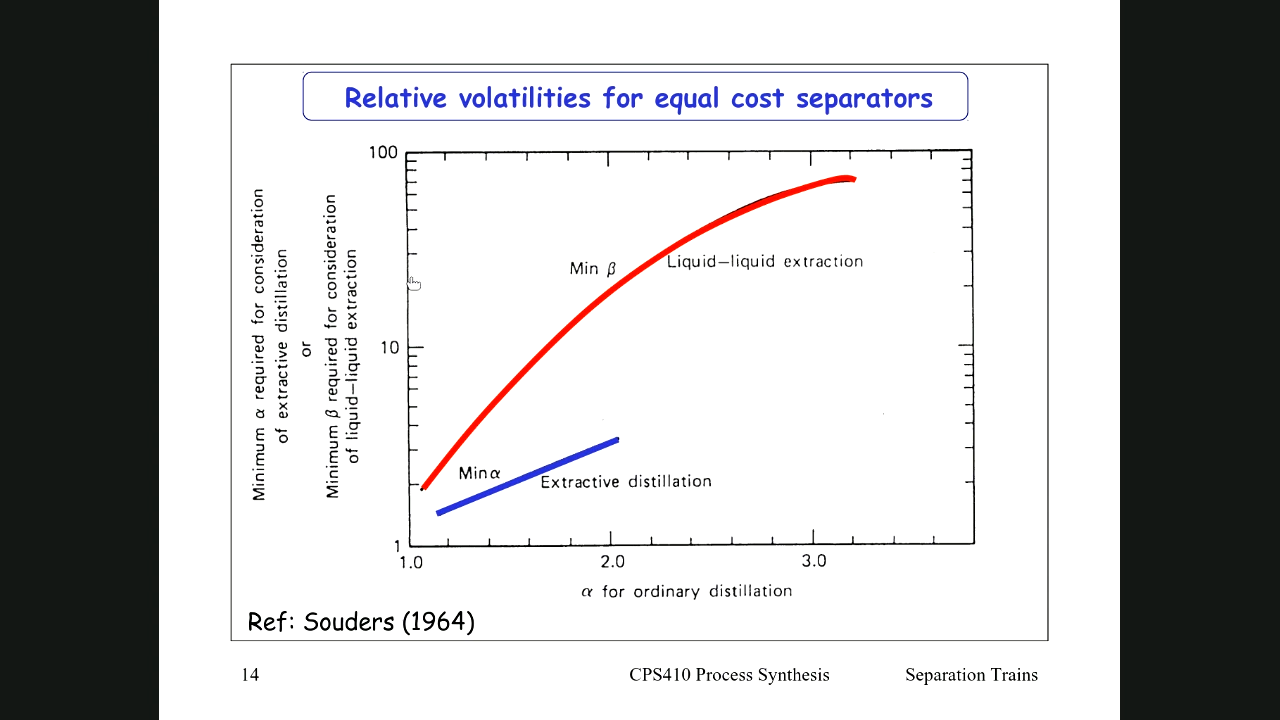 Relative volatilities for equal cost separators
Minimum α required for consideration
of extractive distillation
or
Minimum β required for consideration
of liquid–liquid extraction
100
10
1
Min β
Liquid–liquid extraction
Min α
Extractive distillation
1.0
2.0
3.0
α for ordinary distillation
Ref: Souders (1964)
14
CPS410 Process Synthesis
Separation Trains